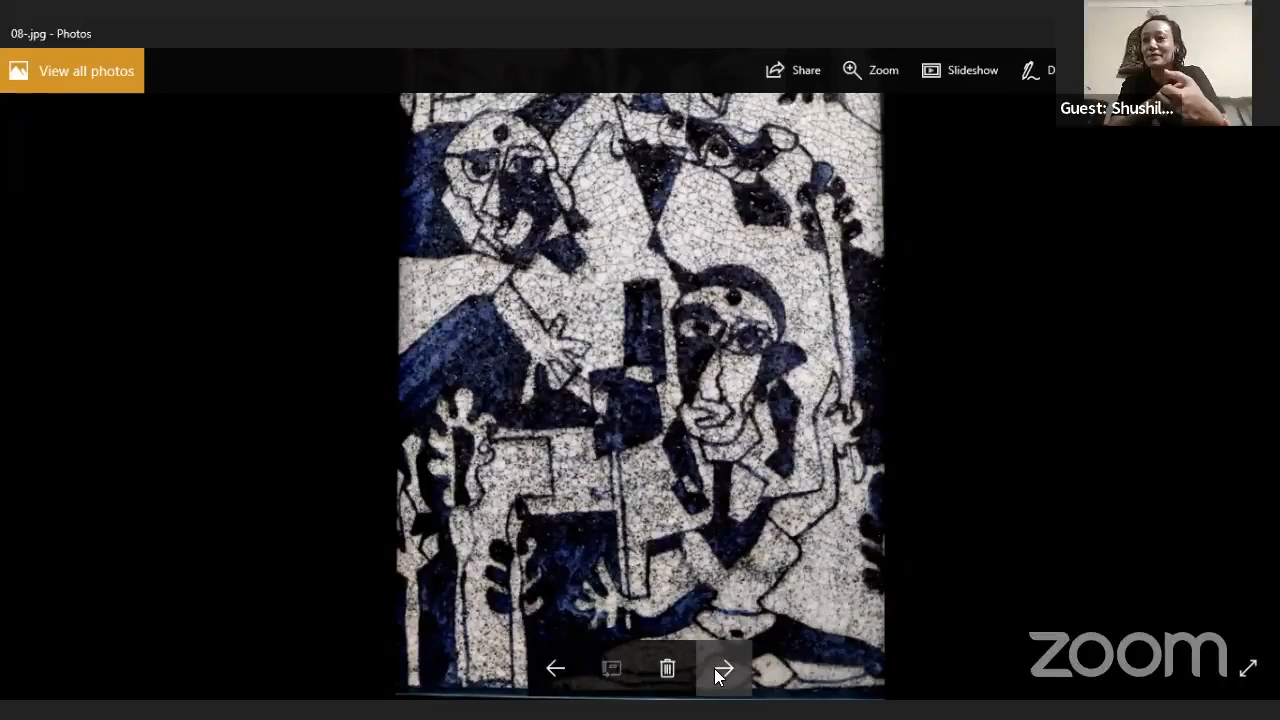 08-.jpg - Photos
View all photos
Share
Zoom
Slideshow
D
Guest: Shushil...
zoom